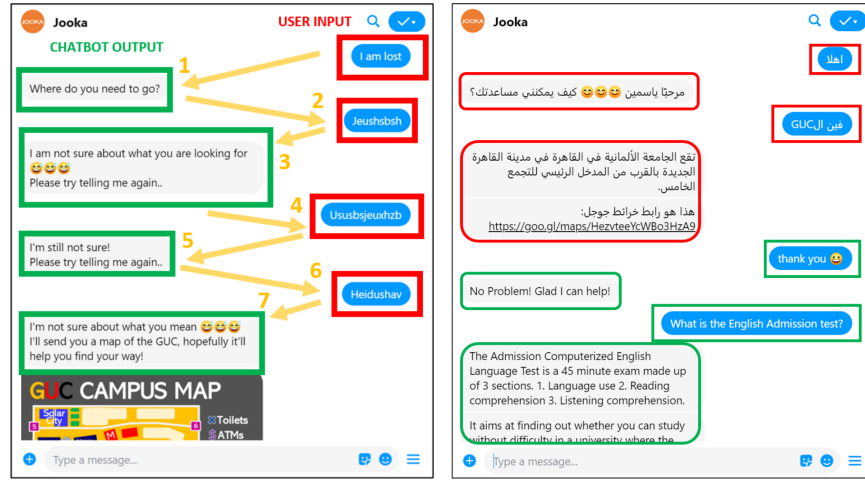 JOOKA
Jooka
USER INPUT
CHATBOT OUTPUT
1
I am lost
Where do you need to go?
2
Jeushsbsh
3
I am not sure about what you are looking for
😅😅😅
Please try telling me again..
4
Ususbsjeuxhzb
5
I'm still not sure!
Please try telling me again..
6
Heidushav
7
I'm not sure about what you mean 😅😅😅
I'll send you a map of the GUC, hopefully it'll
help you find your way!
GUC CAMPUS MAP
Solar
City
5
M
6
Toilets
$ATMs
Type a message...
JOOKA
Jooka
اهلا
مرحبًا ياسمين 😊😊😊 كيف يمكنني مساعدتك؟
فين الGUC
تقع الجامعة الألمانية في القاهرة في مدينة القاهرة
الجديدة بالقرب من المدخل الرئيسي للتجمع
الخامس.
هذا هو رابط خرائط جوجل:
https://goo.gl/maps/HezvteeYcWBo3HzA9
thank you 😀
No Problem! Glad I can help!
What is the English Admission test?
The Admission Computerized English
Language Test is a 45 minute exam made up
of 3 sections. 1. Language use 2. Reading
comprehension 3. Listening comprehension.
It aims at finding out whether you can study
without difficulty in a university where the
Type a message...